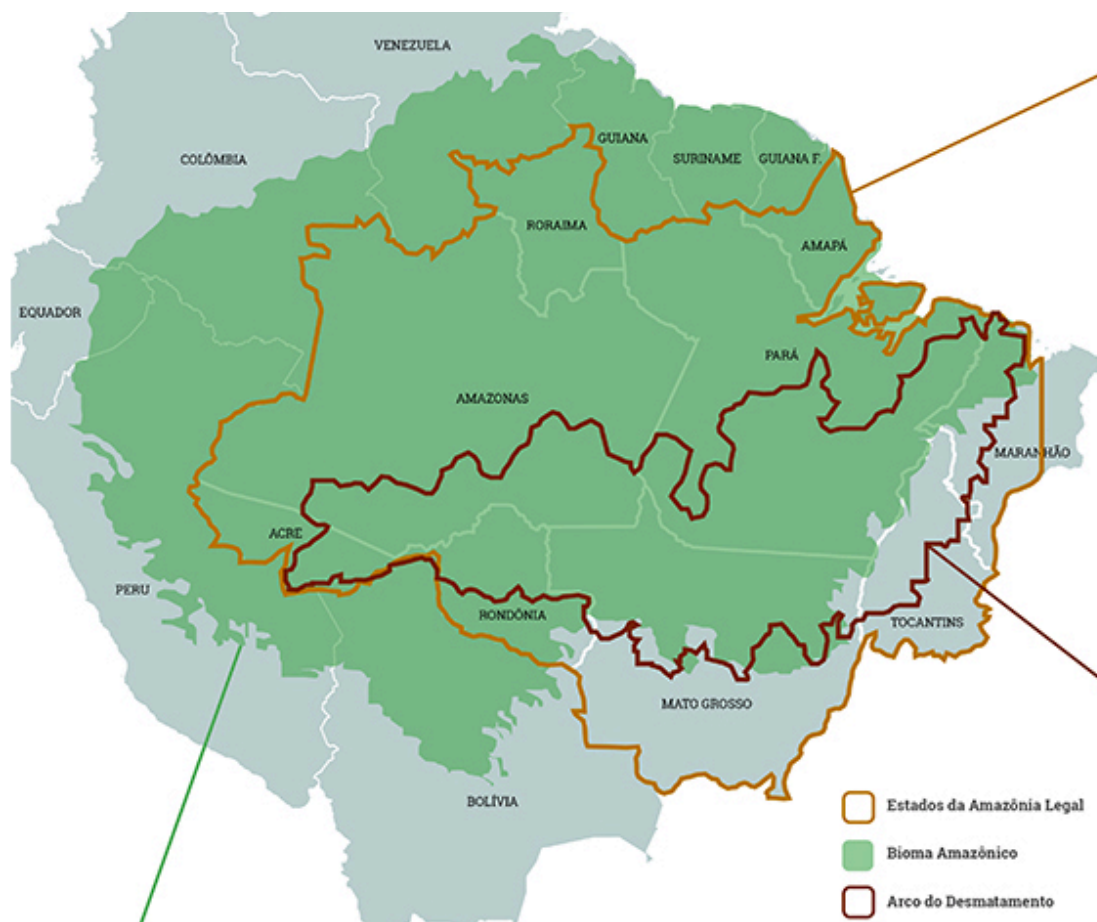 VENEZUELA
GUIANA
COLÔMBIA
SURINAME
GUIANA F.
RORAIMA
AMAPÁ
EQUADOR
PARÁ
AMAZONAS
MARANHÃO
ACRE
PERU
RONDÔNIA
TOCANTINS
MATO GROSSO
BOLÍVIA
Estados da Amazônia Legal
Bioma Amazônico
Arco do Desmatamento